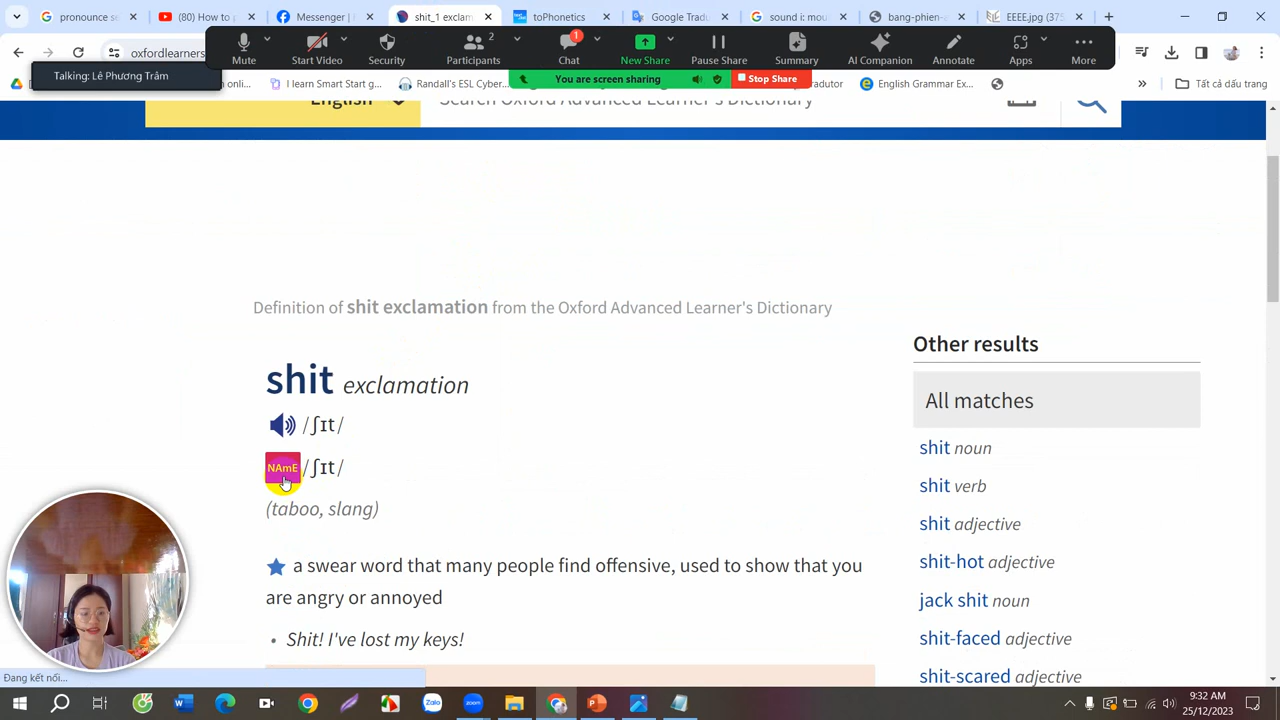 pronounce se
(80) How to p
Messenger
shit_1 exclam
toPhonetics
Google Tradu
sound i: mou
bang-phien-a
EEEE.jpg (375
oxfordlearners
Mute
Start Video
Security
Participants
2
Chat
1
New Share
Pause Share
Summary
AI Companion
Annotate
Apps
More
Talking: Lê Phương Trâm
You are screen sharing
Stop Share
onlin...
I learn Smart Start g...
Randall's ESL Cyber...
radutor
English Grammar Ex...
Tất cả dấu trang
English
Search Oxford Advanced Learner's Dictionary
Definition of shit exclamation from the Oxford Advanced Learner's Dictionary
shit exclamation
/ʃɪt/
NAmE /ʃɪt/
(taboo, slang)
a swear word that many people find offensive, used to show that you
are angry or annoyed
• Shit! I've lost my keys!
Other results
All matches
shit noun
shit verb
shit adjective
shit-hot adjective
jack shit noun
shit-faced adjective
shit-scared adjective
Đang kết nối...
9:32 AM
25/12/2023